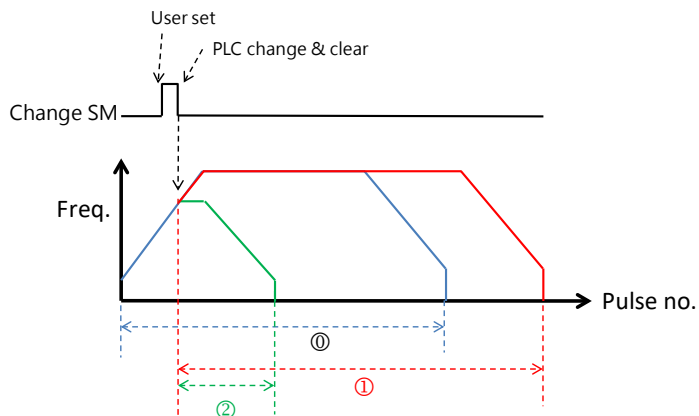 User set
PLC change & clear
Change SM
Freq.
Pulse no.
⓪
①
②